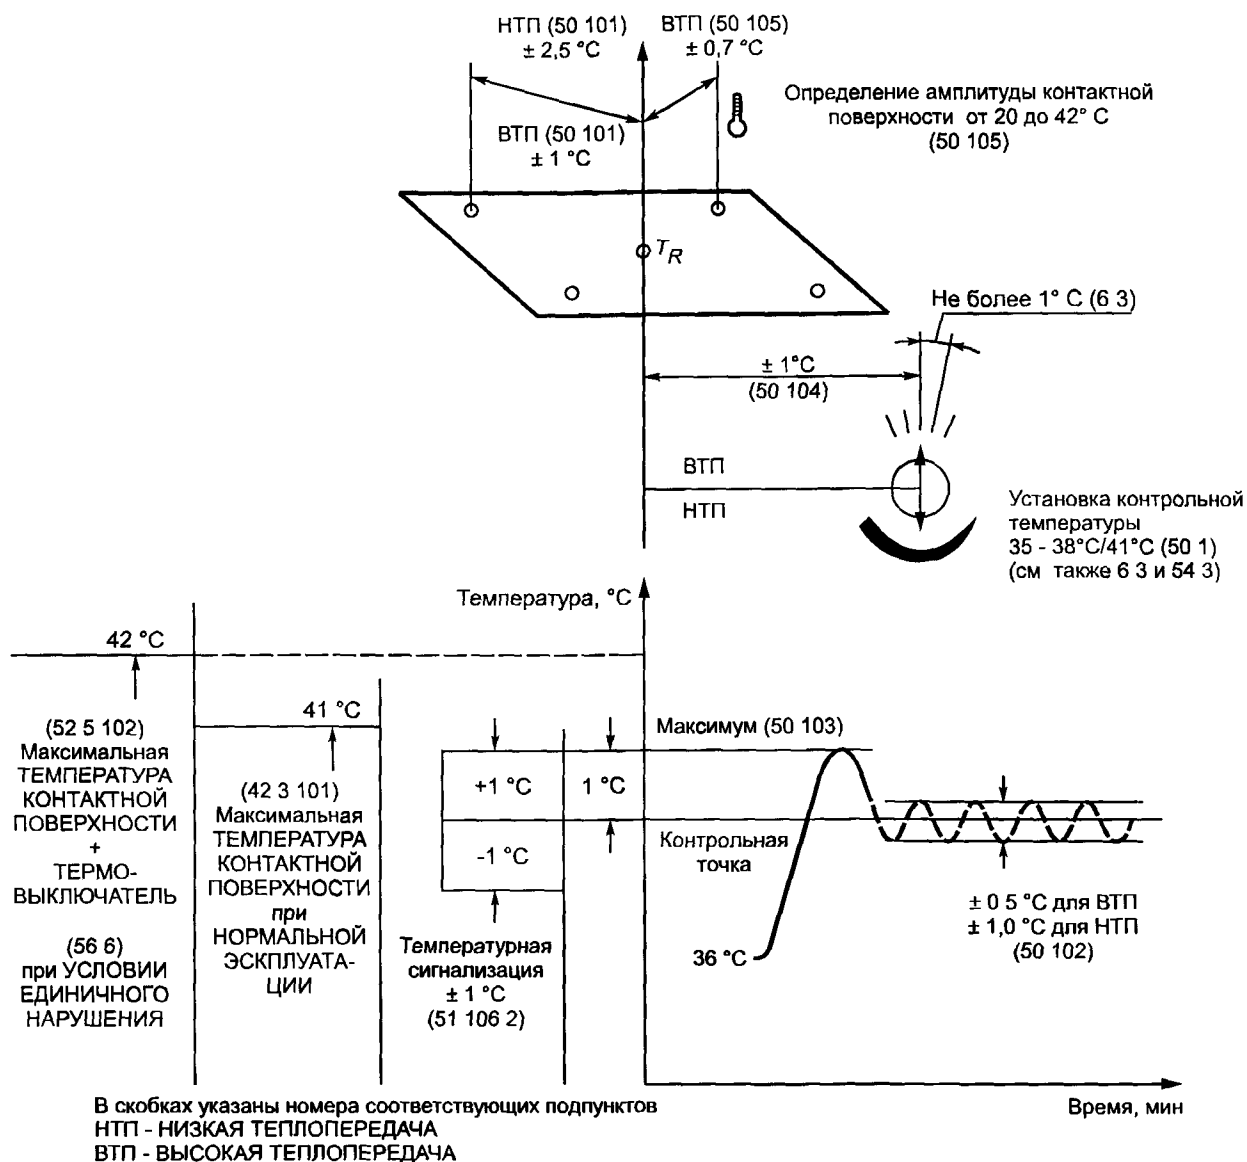 НТП (50 101)
± 2,5 °C
ВТП (50 105)
± 0,7 °C
Определение амплитуды контактной
поверхности от 20 до 42° С
(50 105)
ВТП (50 101)
± 1 °C
T_R
Не более 1° С (6 3)
± 1°C
(50 104)
ВТП
НТП
Установка контрольной
температуры
35 - 38°С/41°С (50 1)
(см также 6 3 и 54 3)
Температура, °С
42 °С
41 °С
(52 5 102)
Максимальная
ТЕМПЕРАТУРА
КОНТАКТНОЙ
ПОВЕРХНОСТИ
+
ТЕРМО-
ВЫКЛЮЧАТЕЛЬ
(56 6)
при УСЛОВИИ
ЕДИНИЧНОГО
НАРУШЕНИЯ
(42 3 101)
Максимальная
ТЕМПЕРАТУРА
КОНТАКТНОЙ
ПОВЕРХНОСТИ
при
НОРМАЛЬНОЙ
ЭСКПЛУАТА-
ЦИИ
+1 °C
-1 °C
1 °C
Температурная
сигнализация
± 1 °C
(51 106 2)
Максимум (50 103)
Контрольная
точка
36 °С
± 0 5 °С для ВТП
± 1,0 °С для НТП
(50 102)
Время, мин
В скобках указаны номера соответствующих подпунктов
НТП - НИЗКАЯ ТЕПЛОПЕРЕДАЧА
ВТП - ВЫСОКАЯ ТЕПЛОПЕРЕДАЧА